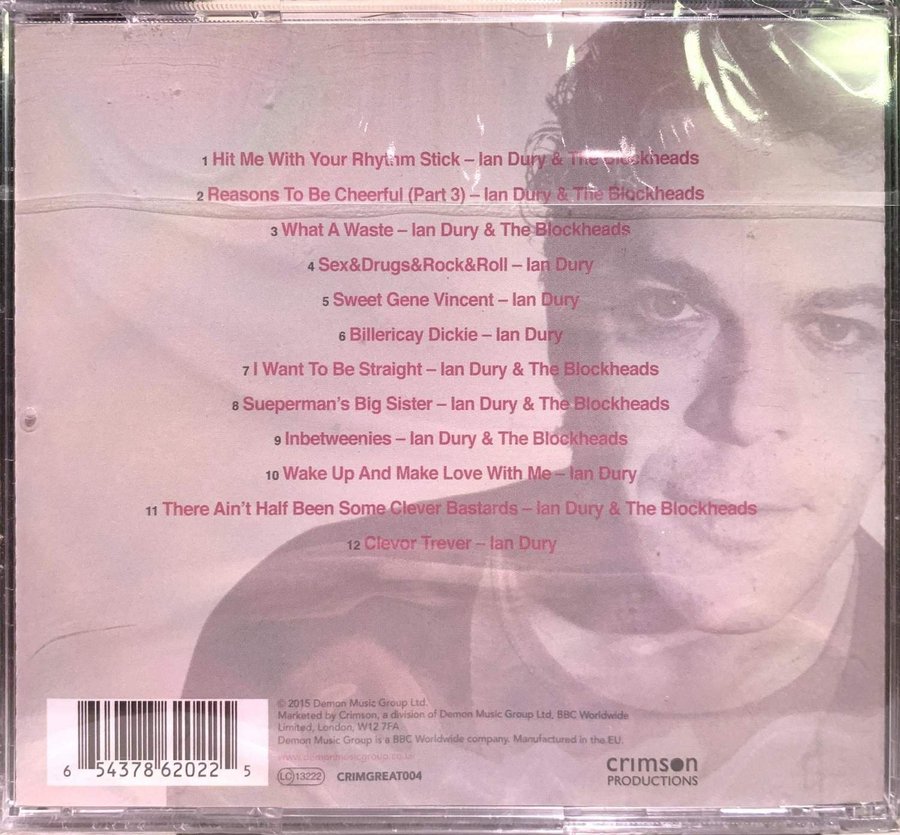 1 Hit Me With Your Rhythm Stick – Ian Dury & The Blockheads
2 Reasons To Be Cheerful (Part 3) – Ian Dury & The Blockheads
3 What A Waste – Ian Dury & The Blockheads
4 Sex&Drugs&Rock&Roll – Ian Dury
5 Sweet Gene Vincent – Ian Dury
6 Billericay Dickie – Ian Dury
7 I Want To Be Straight – Ian Dury & The Blockheads
8 Sueperman's Big Sister – Ian Dury & The Blockheads
9 Inbetweenies – Ian Dury & The Blockheads
10 Wake Up And Make Love With Me – Ian Dury
11 There Ain't Half Been Some Clever Bastards – Ian Dury & The Blockheads
12 Clevor Trever – Ian Dury
© 2015 Demon Music Group Ltd.
Marketed by Crimson, a division of Demon Music Group Ltd, BBC Worldwide
Limited, London, W12 7FA
Demon Music Group is a BBC Worldwide company. Manufactured in the EU.
www.demonmusicgroup.co.uk
LC 13222 CRIMGREAT004
6 54378 62022 5
crimson
PRODUCTIONS